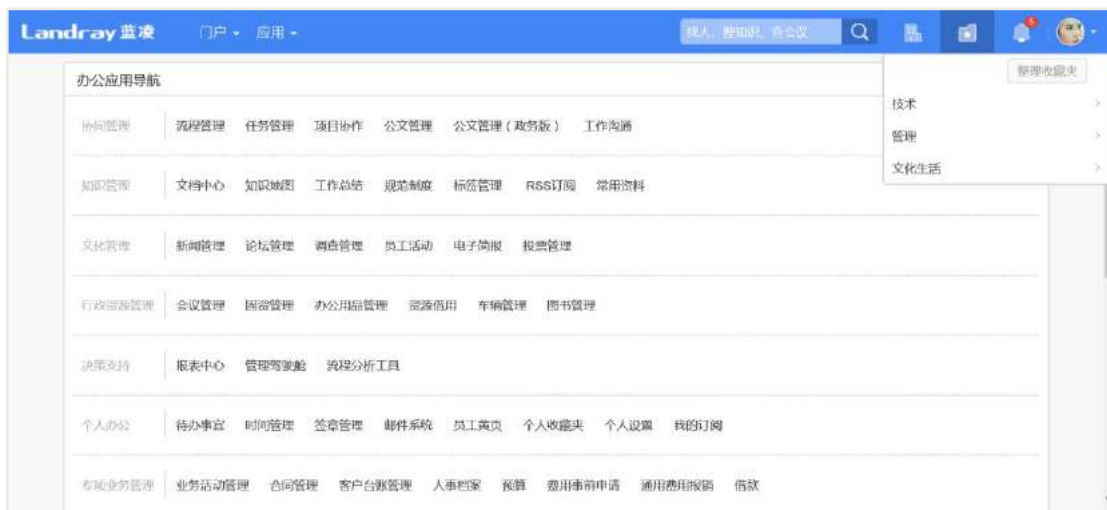 Landray 蓝凌 门户 应用 找人、搜知识、查会议 5
办公应用导航 整理收藏夹
技术
管理
文化生活
协同管理 流程管理 任务管理 项目协作 公文管理 公文管理（政务版） 工作沟通
知识管理 文档中心 知识地图 工作总结 规范制度 标签管理 RSS订阅 常用资料
文化管理 新闻管理 论坛管理 调查管理 员工活动 电子简报 投票管理
行政资源管理 会议管理 固资管理 办公用品管理 资源借用 车辆管理 图书管理
决策支持 报表中心 管理驾驶舱 流程分析工具
个人办公 待办事宜 时间管理 签章管理 邮件系统 员工黄页 个人收藏夹 个人设置 我的订阅
专项业务管理 业务活动管理 合同管理 客户台账管理 人事档案 预算 费用事前申请 通用费用报销 借款